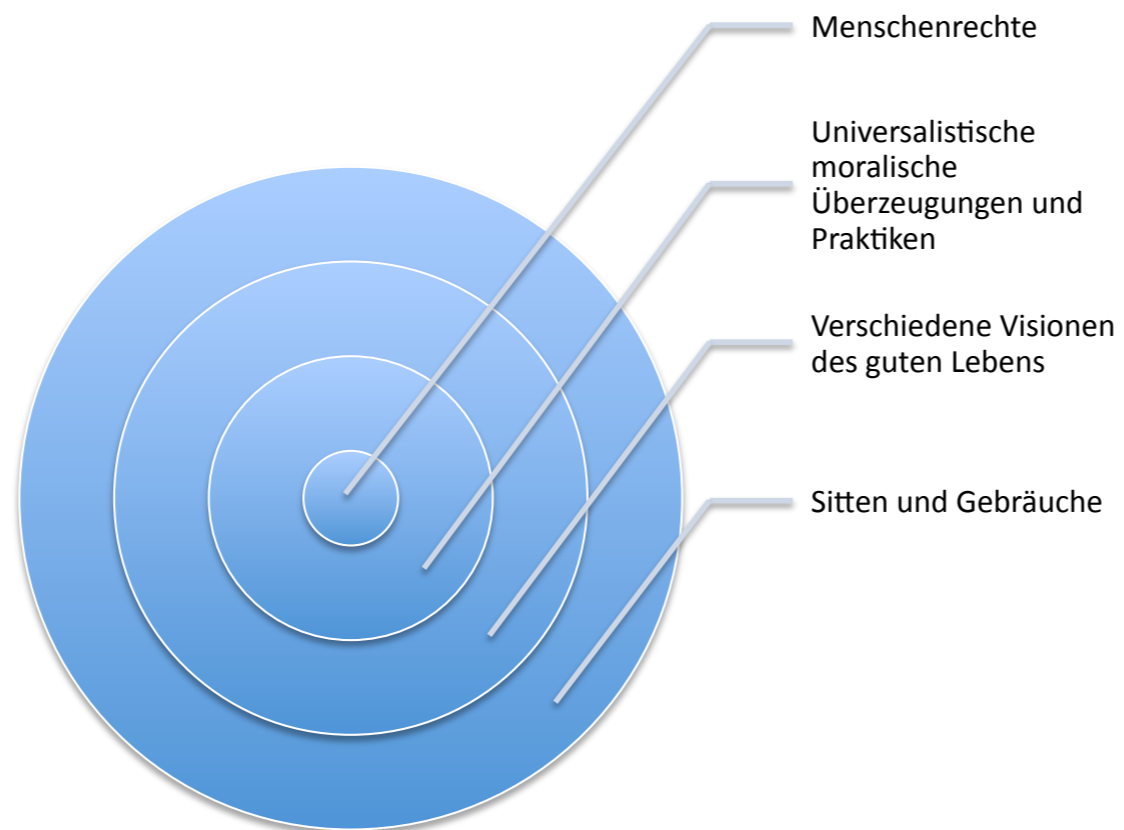 Menschenrechte
Universalistische
moralische
Überzeugungen und
Praktiken
Verschiedene Visionen
des guten Lebens
Sitten und Gebräuche